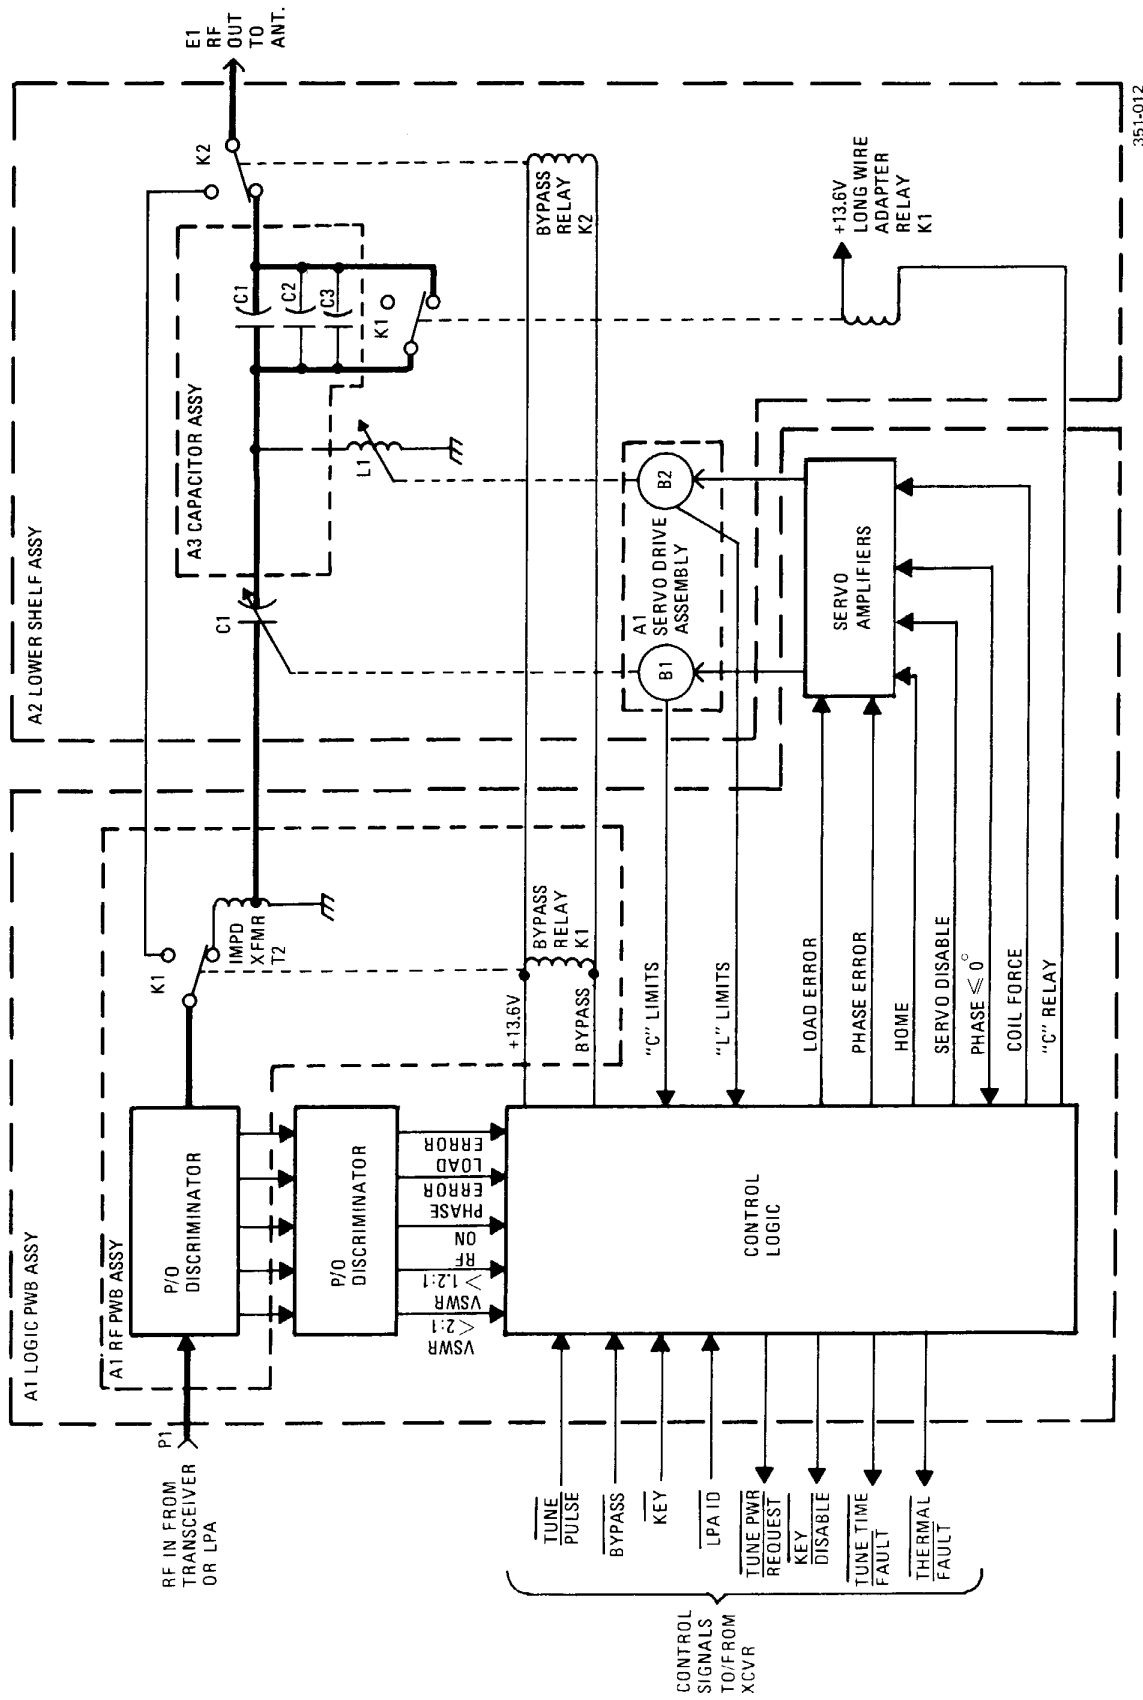 A1 LOGIC PWB ASSY
A1 RF PWB ASSY
A2 LOWER SHELF ASSY
A3 CAPACITOR ASSY
RF IN FROM
TRANSCEIVER
OR LPA
P1
P/O
DISCRIMINATOR
K1
IMPD
XFMR
T2
C1
L1
C1
C2
C3
K1
K2
E1
RF
OUT
TO
ANT.
P/O
DISCRIMINATOR
VSWR
<2:1
VSWR
>1.2:1
RF
ON
PHASE
ERROR
LOAD
ERROR
+13.6V
BYPASS
BYPASS
RELAY
K1
BYPASS
RELAY
K2
"C" LIMITS
"L" LIMITS
B1
A1
SERVO DRIVE
ASSEMBLY
B2
+13.6V
LONG WIRE
ADAPTER
RELAY
K1
CONTROL
LOGIC
LOAD ERROR
PHASE ERROR
HOME
SERVO DISABLE
PHASE ≤ 0°
COIL FORCE
"C" RELAY
SERVO
AMPLIFIERS
TUNE
PULSE
BYPASS
KEY
LPA ID
TUNE PWR
REQUEST
KEY
DISABLE
TUNE TIME
FAULT
THERMAL
FAULT
CONTROL
SIGNALS
TO/FROM
XCVR
351-012